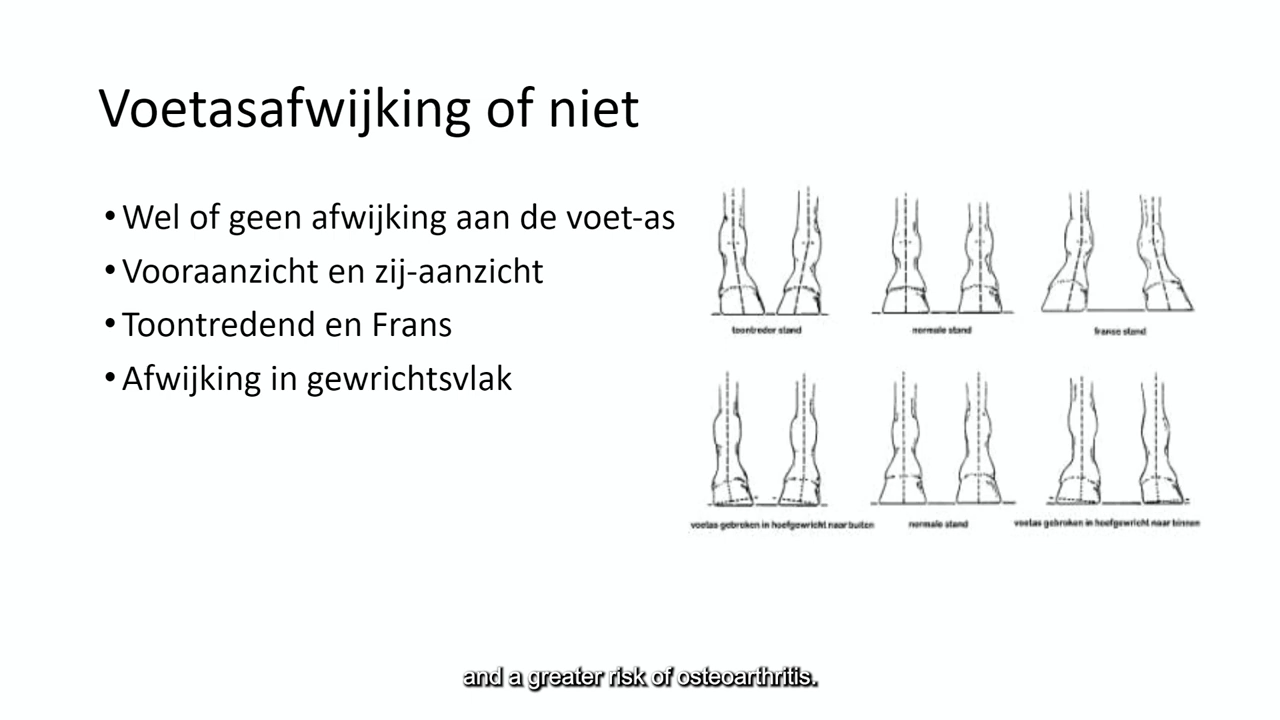 Voetasafwijking of niet
• Wel of geen afwijking aan de voet-as
• Vooraanzicht en zij-aanzicht
• Toontredend en Frans
• Afwijking in gewrichtsvlak
toontreder stand
normale stand
franse stand
voetas gebroken in hoefgewricht naar buiten
normale stand
voetas gebroken in hoefgewricht naar binnen
and a greater risk of osteoarthritis.